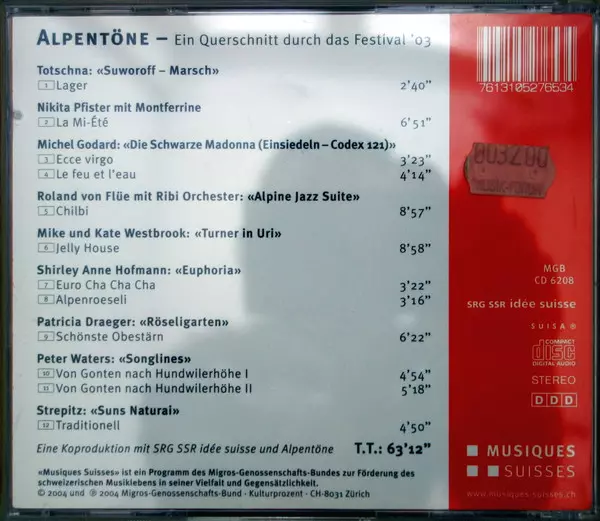 ALPENTÖNE – Ein Querschnitt durch das Festival '03
Totschna: «Suworoff – Marsch»
1 Lager 2'40"
Nikita Pfister mit Montferrine
2 La Mi-Été 6'51"
Michel Godard: «Die Schwarze Madonna (Einsiedeln – Codex 121)»
3 Ecce virgo 3'23"
4 Le feu et l'eau 4'14"
Roland von Flüe mit Ribi Orchester: «Alpine Jazz Suite»
5 Chilbi 8'57"
Mike und Kate Westbrook: «Turner in Uri»
6 Jelly House 8'58"
Shirley Anne Hofmann: «Euphoria»
7 Euro Cha Cha Cha 3'22"
8 Alpenroeseli 3'16"
Patricia Draeger: «Röseligarten»
9 Schönste Obestärn 6'22"
Peter Waters: «Songlines»
10 Von Gonten nach Hundwilerhöhe I 4'54"
11 Von Gonten nach Hundwilerhöhe II 5'18"
Strepitz: «Suns Naturai»
12 Traditionell 4'50"
Eine Koproduktion mit SRG SSR idée suisse und Alpentöne T.T.: 63'12"
«Musiques Suisses» ist ein Programm des Migros-Genossenschafts-Bundes zur Förderung des
schweizerischen Musiklebens in seiner Vielfalt und Gegensätzlichkeit.
© 2004 und ℗ 2004 Migros-Genossenschafts-Bund · Kulturprozent · CH-8031 Zürich
7613105276534
003200
MGB
CD 6208
SRG SSR idée suisse
SUISA ®
COMPACT
disc
DIGITAL AUDIO
STEREO
DDD
MUSIQUES
SUISSES
www.musiques-suisses.ch